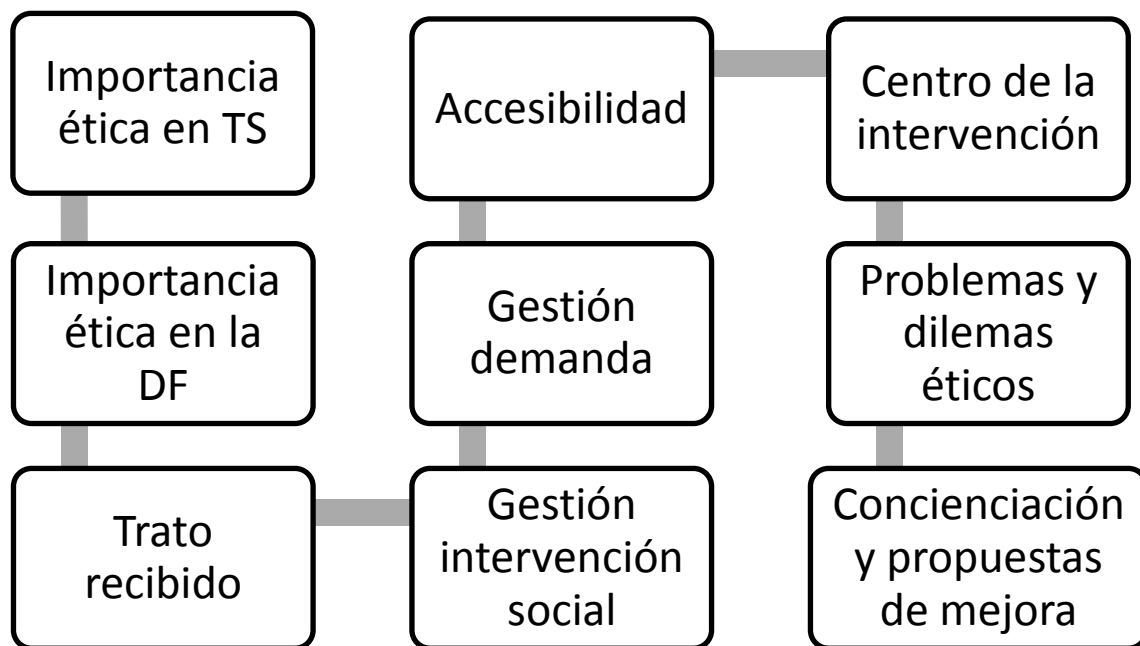 Importancia
ética en TS
Importancia
ética en la
DF
Trato
recibido
Gestión
intervención
social
Gestión
demanda
Accesibilidad
Centro de la
intervención
Problemas y
dilemas
éticos
Concienciación
y propuestas
de mejora